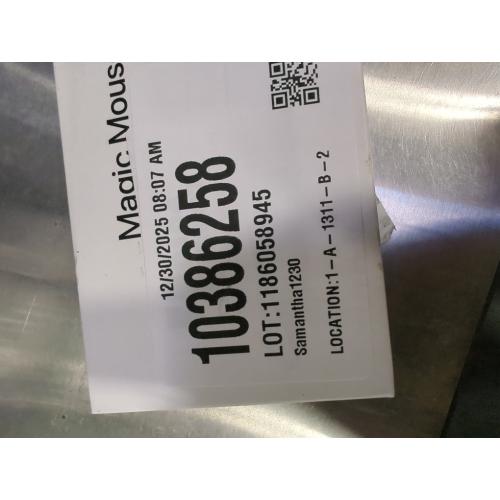 Magic Mous
12/30/2025 08:07 AM
10386258
LOT:1186058945
Samantha1230
LOCATION:1-A-1311-B-2